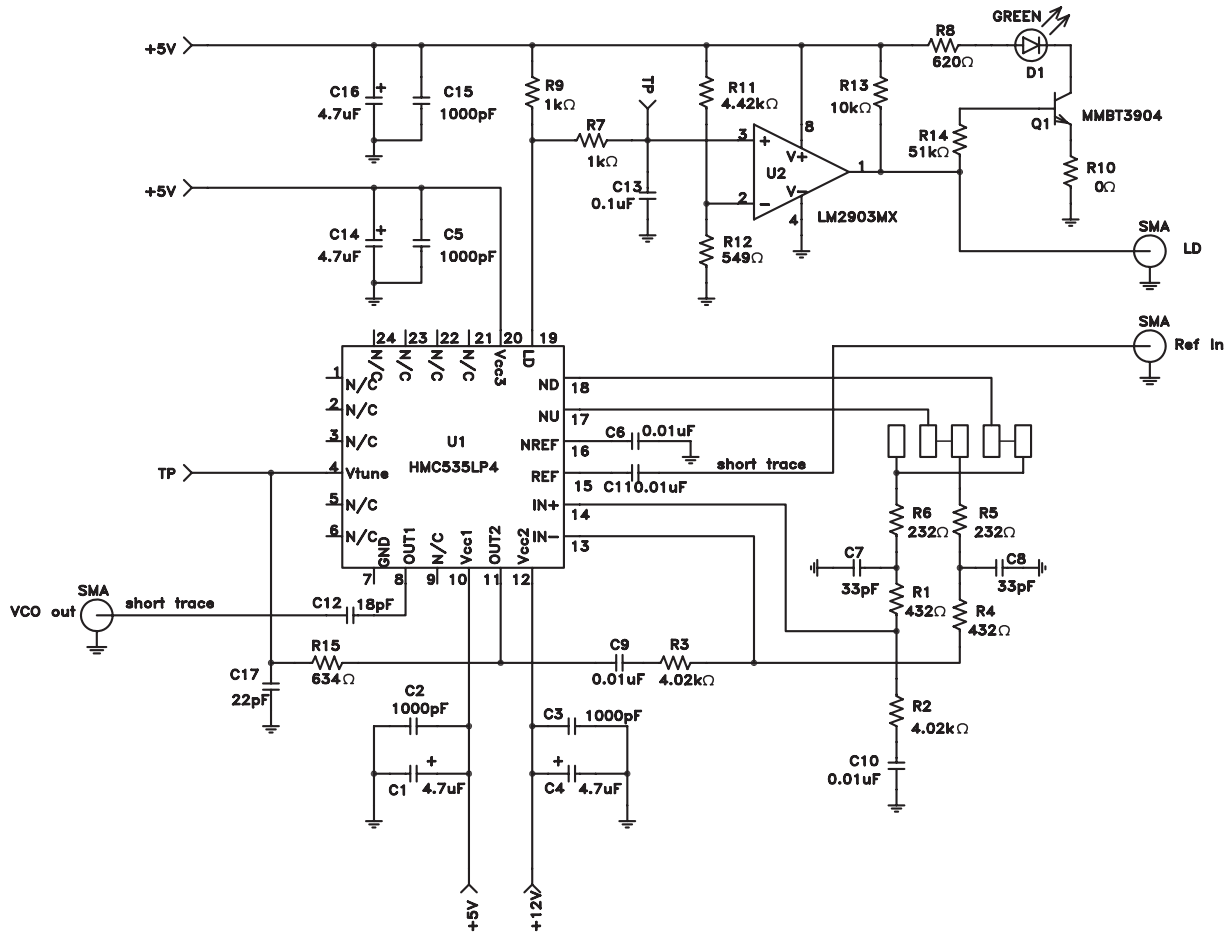 GREEN
+5V
R8
620Ω
D1
C16
4.7uF
+
C15
1000pF
R9
1kΩ
TP
R11
4.42kΩ
R13
10kΩ
MMBT3904
Q1
R7
1kΩ
3
+
8
V+
U2
1
R14
51kΩ
R10
0Ω
+5V
C13
0.1uF
2
−
V−
4
LM2903MX
C14
4.7uF
+
C5
1000pF
R12
549Ω
SMA
LD
24
23
22
21
20
19
N/C
N/C
N/C
N/C
Vcc3
LD
SMA
Ref In
1
N/C
ND
18
2
N/C
NU
17
3
N/C
U1
HMC535LP4
NREF
16
C6
0.01uF
TP
4
Vtune
REF
15
C11
0.01uF
short trace
5
N/C
IN+
14
6
N/C
IN−
13
GND
OUT1
N/C
Vcc1
OUT2
Vcc2
7
8
9
10
11
12
R6
232Ω
R5
232Ω
C7
33pF
C8
33pF
R1
432Ω
R4
432Ω
VCO out
SMA
short trace
C12
18pF
C17
22pF
R15
634Ω
C9
0.01uF
R3
4.02kΩ
C2
1000pF
C3
1000pF
R2
4.02kΩ
C1
+
4.7uF
+
C4
4.7uF
C10
0.01uF
+5V
+12V